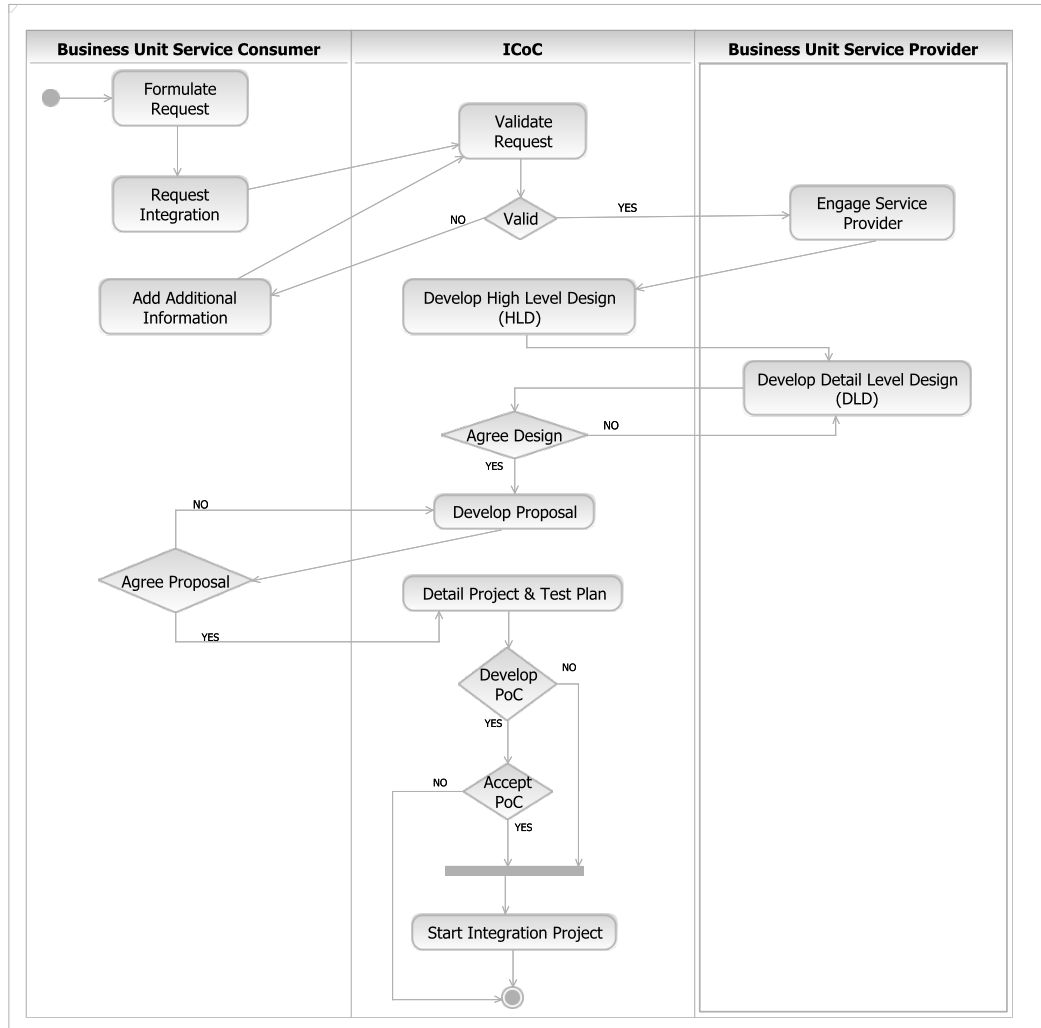 Business Unit Service Consumer
ICoC
Business Unit Service Provider
Formulate
Request
Validate
Request
Request
Integration
Valid
NO
YES
Engage Service
Provider
Add Additional
Information
Develop High Level Design
(HLD)
Develop Detail Level Design
(DLD)
Agree Design
NO
YES
NO
Develop Proposal
Agree Proposal
YES
Detail Project & Test Plan
Develop
PoC
NO
YES
NO
Accept
PoC
YES
Start Integration Project